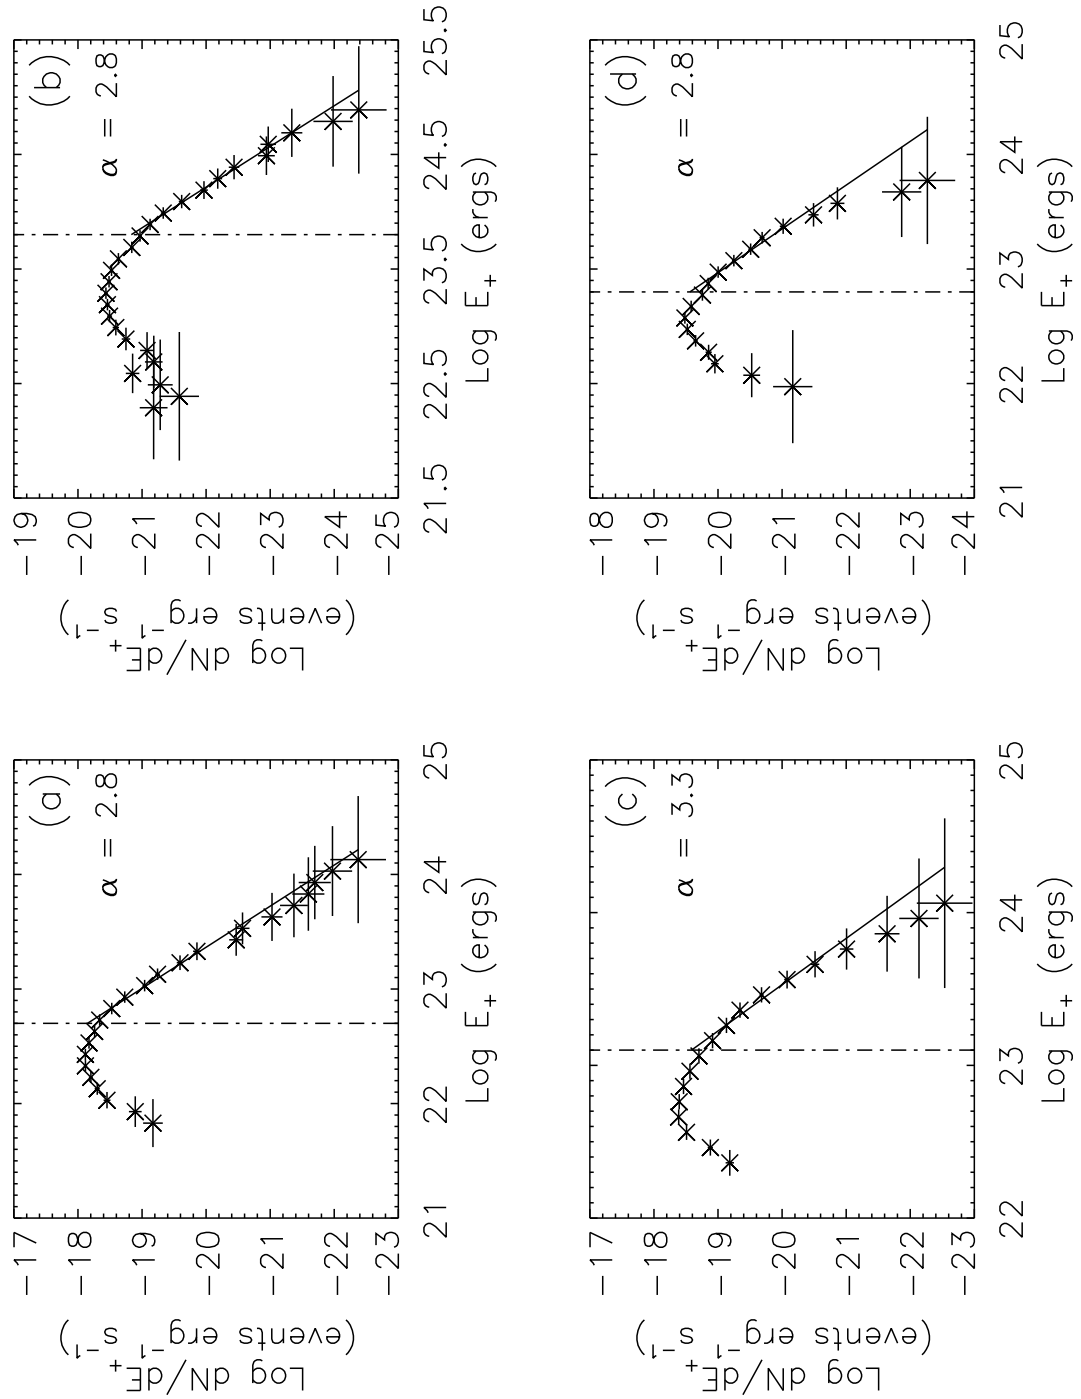 (a)
α = 2.8
Log dN/dE₊
(events erg⁻¹ s⁻¹)
−17
−18
−19
−20
−21
−22
−23
21 22 23 24 25
Log E₊ (ergs)
(b)
α = 2.8
Log dN/dE₊
(events erg⁻¹ s⁻¹)
−19
−20
−21
−22
−23
−24
−25
21.5 22.5 23.5 24.5 25.5
Log E₊ (ergs)
(c)
α = 3.3
Log dN/dE₊
(events erg⁻¹ s⁻¹)
−17
−18
−19
−20
−21
−22
−23
22 23 24 25
Log E₊ (ergs)
(d)
α = 2.8
Log dN/dE₊
(events erg⁻¹ s⁻¹)
−18
−19
−20
−21
−22
−23
−24
21 22 23 24 25
Log E₊ (ergs)